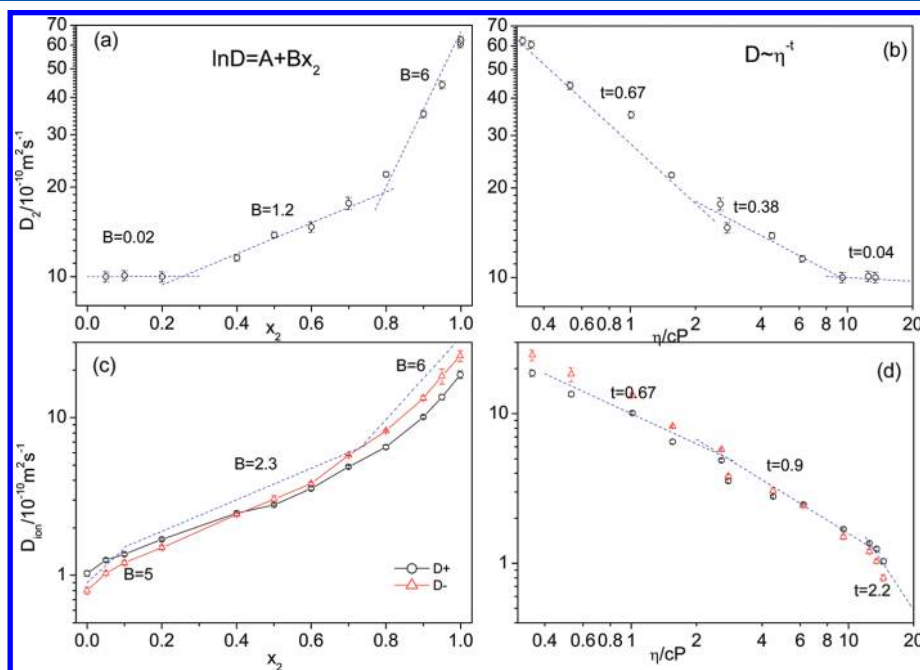 (a)
lnD=A+Bx₂
B=6
B=1.2
B=0.02
D₂/10⁻¹⁰m²s⁻¹
70
60
50
40
30
20
10
0.0 0.2 0.4 0.6 0.8 1.0
x₂
(b)
D~η⁻ᵗ
t=0.67
t=0.38
t=0.04
70
60
50
40
30
20
10
0.4 0.6 0.8 1 2 4 6 8 10 20
η/cP
(c)
B=6
B=2.3
B=5
D+
D-
Dᵢₒₙ/10⁻¹⁰m²s⁻¹
10
1
0.0 0.2 0.4 0.6 0.8 1.0
x₂
(d)
t=0.67
t=0.9
t=2.2
10
1
0.4 0.6 0.8 1 2 4 6 8 10 20
η/cP